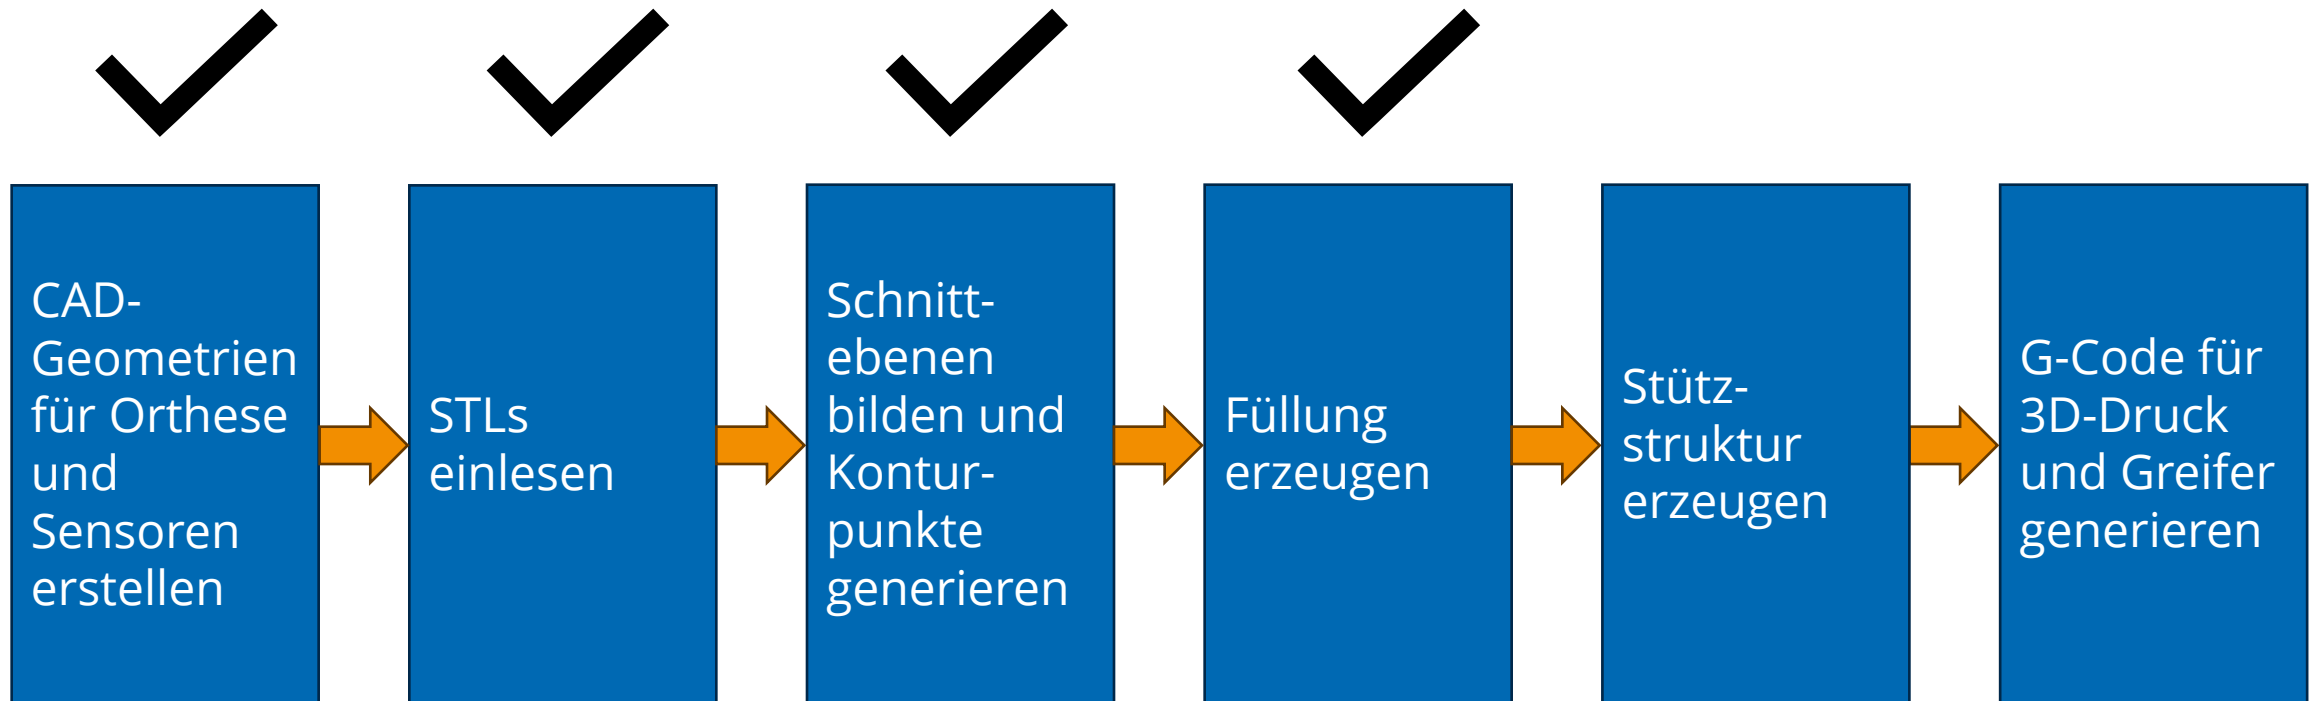 CAD-
Geometrien
für Orthese
und
Sensoren
erstellen
STLs
einlesen
Schnitt-
ebenen
bilden und
Kontur-
punkte
generieren
Füllung
erzeugen
Stütz-
struktur
erzeugen
G-Code für
3D-Druck
und Greifer
generieren